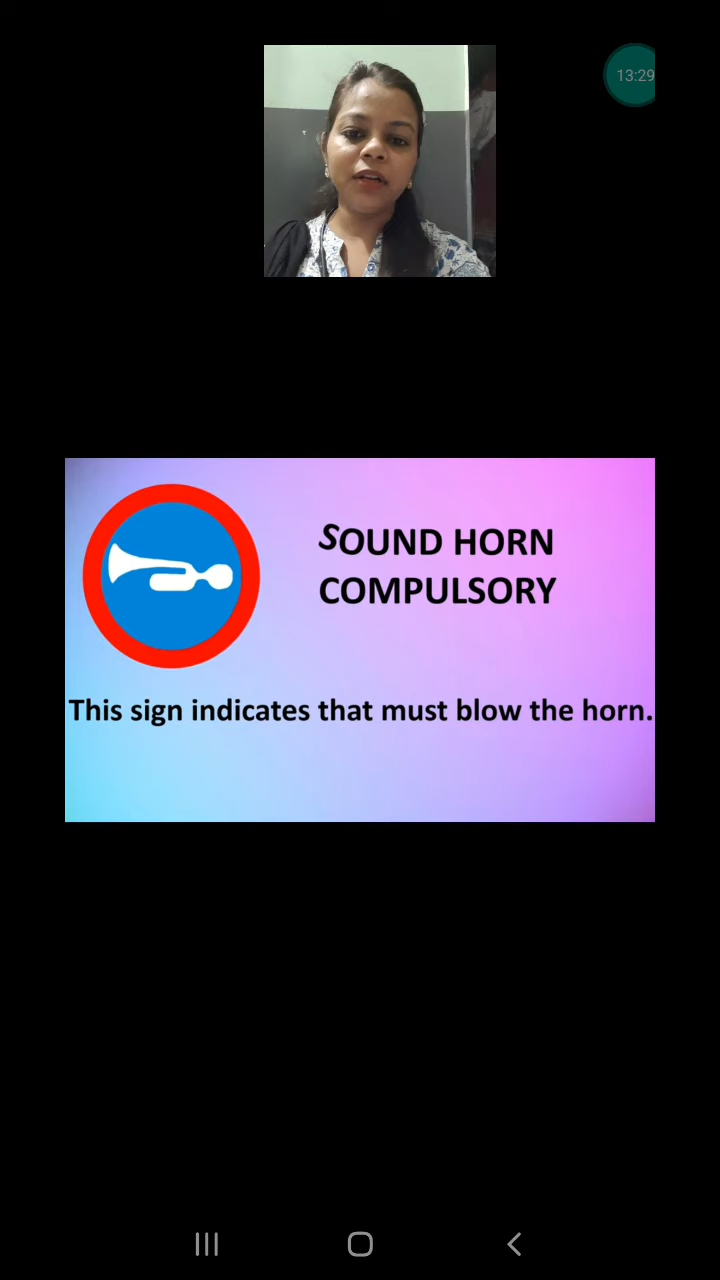 13:29
SOUND HORN
COMPULSORY
This sign indicates that must blow the horn.